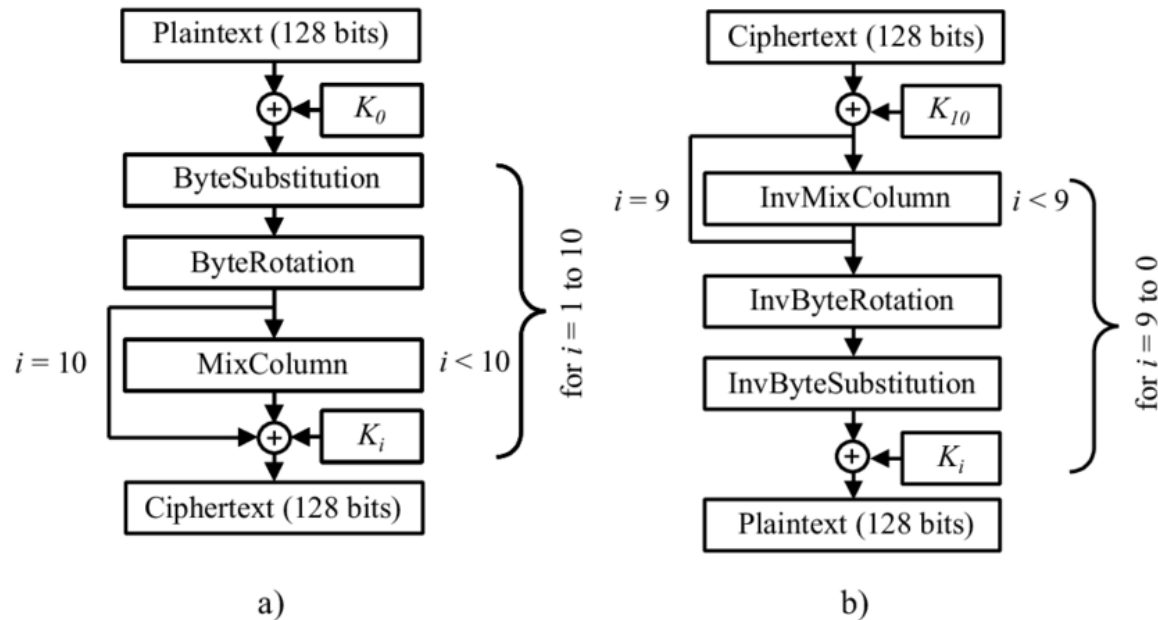 Plaintext (128 bits)
K0
ByteSubstitution
ByteRotation
i = 10
MixColumn
i < 10
for i = 1 to 10
Ki
Ciphertext (128 bits)
a)
Ciphertext (128 bits)
K10
i = 9
InvMixColumn
i < 9
for i = 9 to 0
InvByteRotation
InvByteSubstitution
Ki
Plaintext (128 bits)
b)